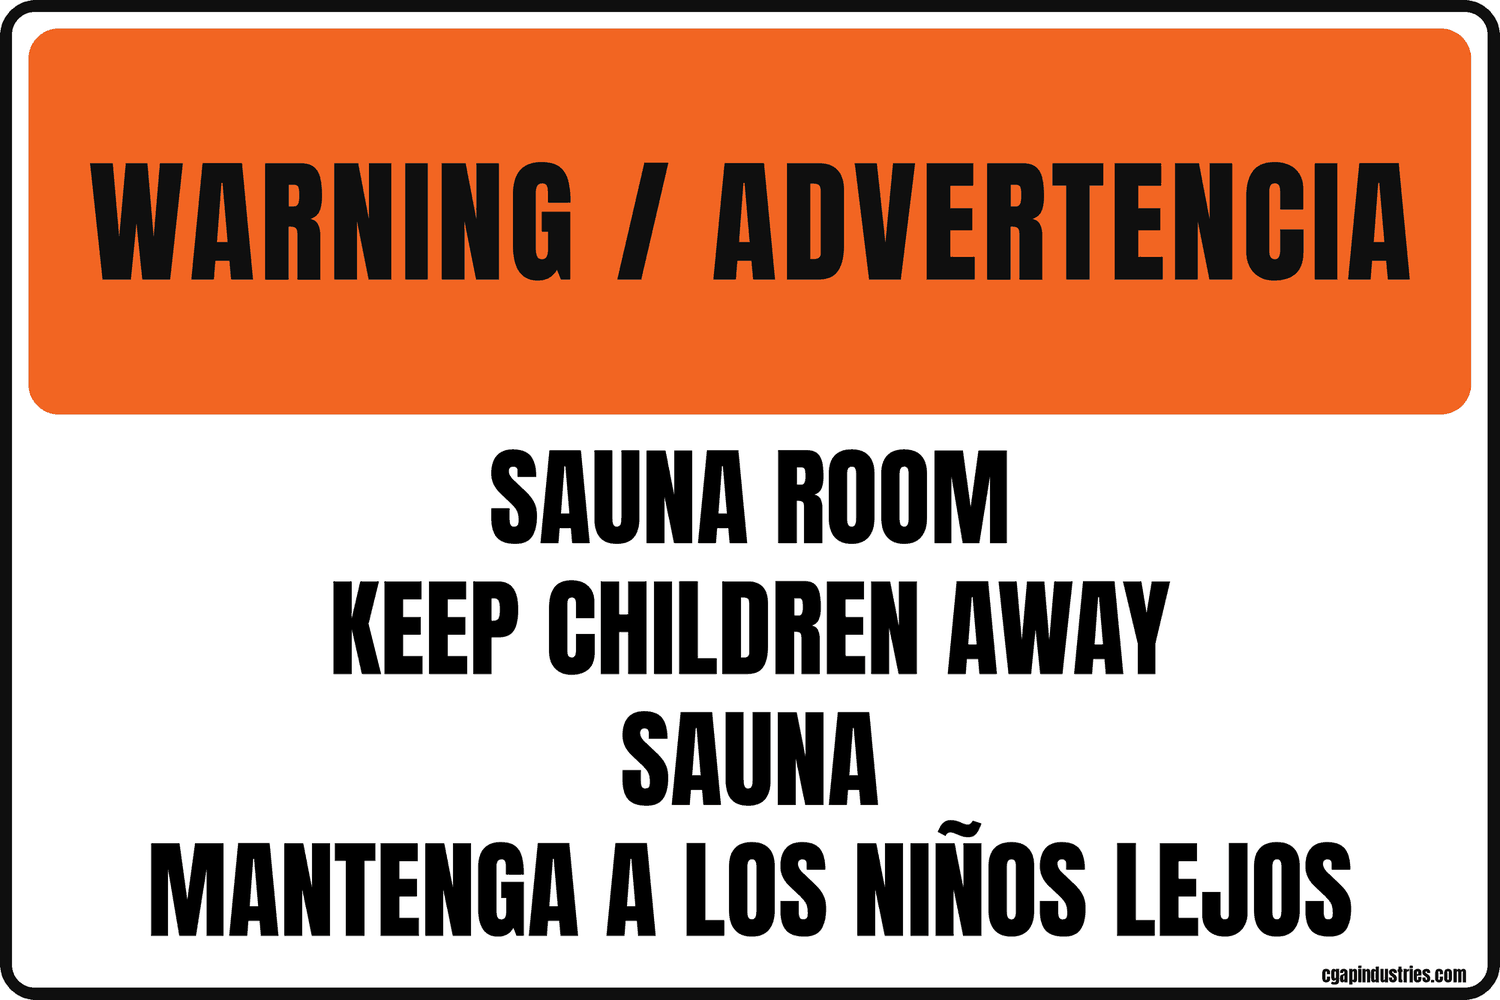 WARNING / ADVERTENCIA
SAUNA ROOM
KEEP CHILDREN AWAY
SAUNA
MANTENGA A LOS NIÑOS LEJOS
cgapindustries.com